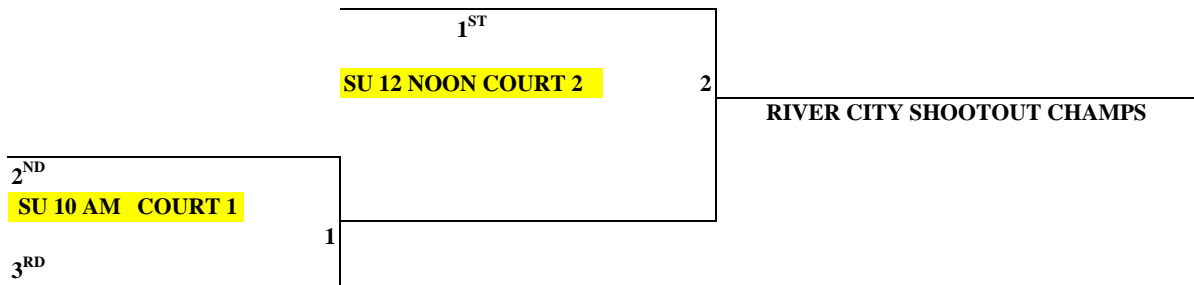 1ST
SU 12 NOON COURT 2
2
RIVER CITY SHOOTOUT CHAMPS
2ND
SU 10 AM COURT 1
1
3RD